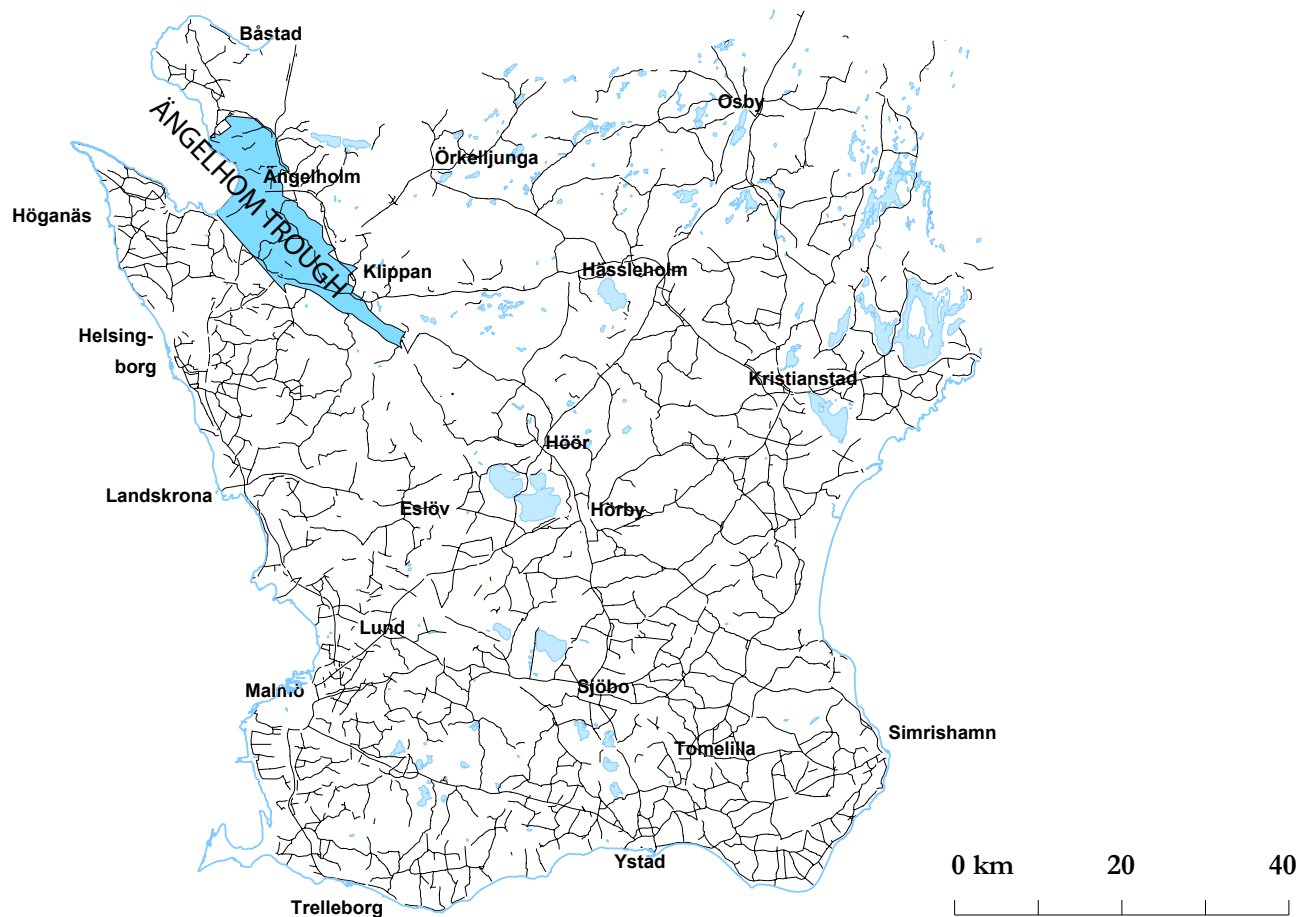 Båstad
Osby
ÄNGELHOM TROUGH
Örkelljunga
Ängelholm
Höganäs
Klippan
Hässleholm
Helsing-
borg
Kristianstad
Höör
Landskrona
Eslöv
Hörby
Lund
Malmö
Sjöbo
Simrishamn
Tomelilla
Ystad
0 km 20 40
Trelleborg